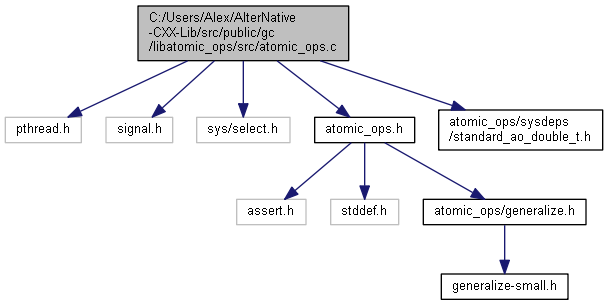 C:/Users/Alex/AlterNative
-CXX-Lib/src/public/gc
/libatomic_ops/src/atomic_ops.c
pthread.h
signal.h
sys/select.h
atomic_ops.h
atomic_ops/sysdeps
/standard_ao_double_t.h
assert.h
stddef.h
atomic_ops/generalize.h
generalize-small.h